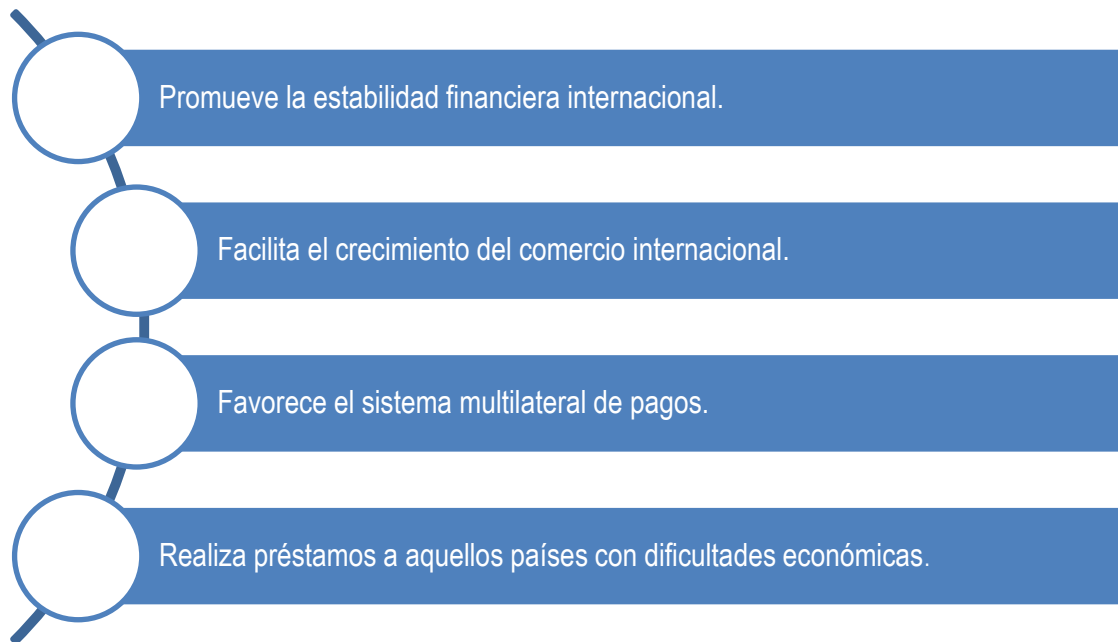 Promueve la estabilidad financiera internacional.
Facilita el crecimiento del comercio internacional.
Favorece el sistema multilateral de pagos.
Realiza préstamos a aquellos países con dificultades económicas.